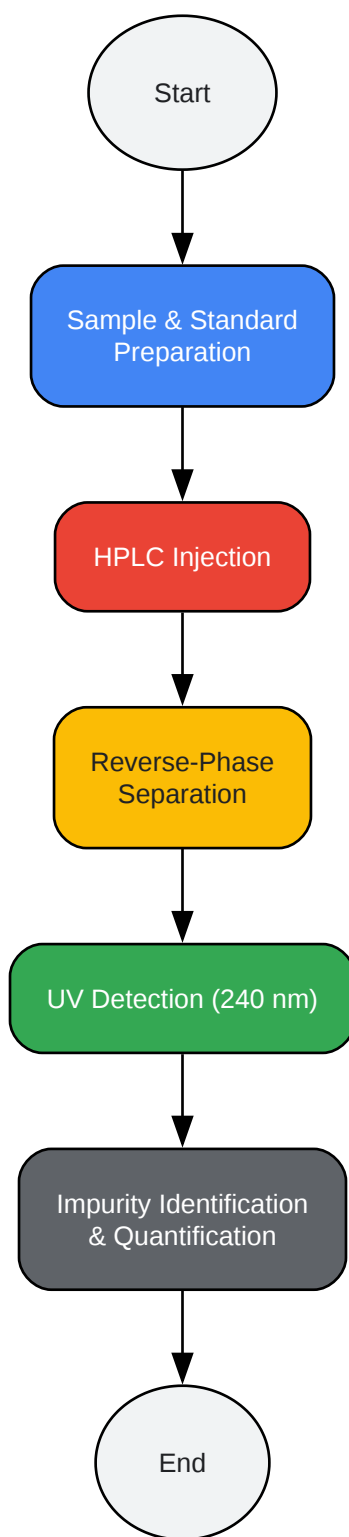 Start
Sample & Standard
Preparation
HPLC Injection
Reverse-Phase
Separation
UV Detection (240 nm)
Impurity Identification
& Quantification
End